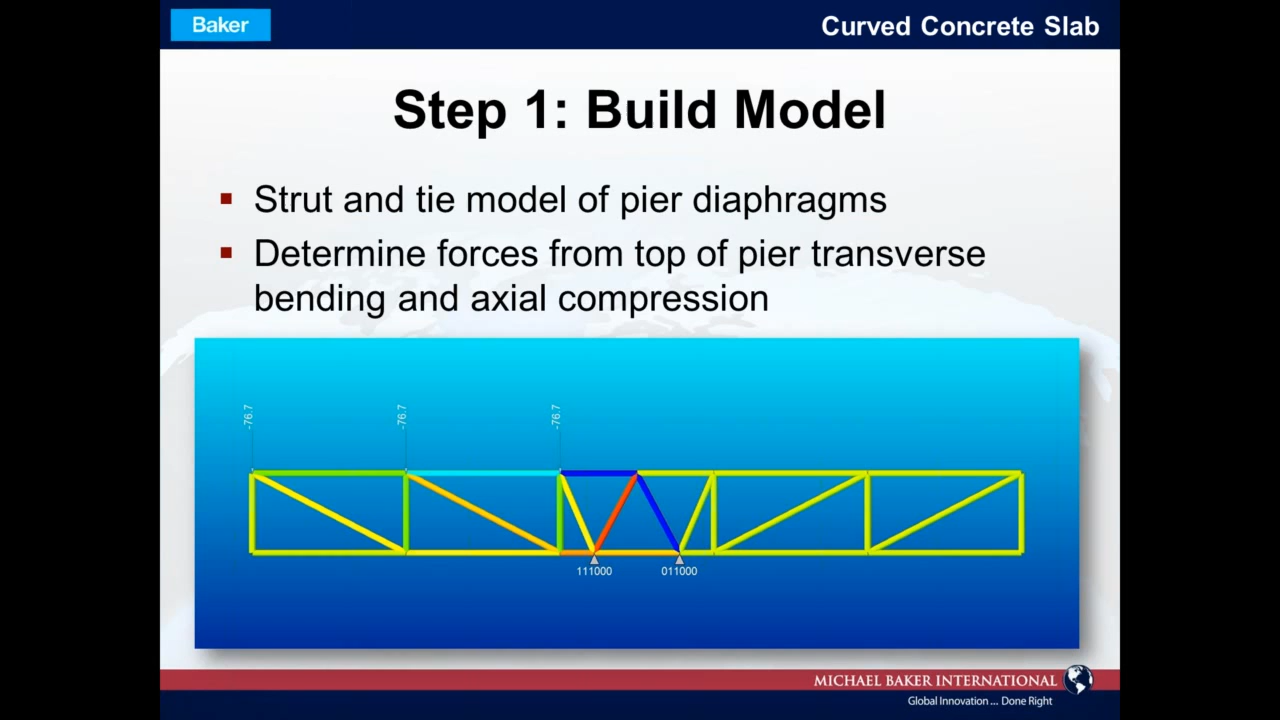 Baker
Curved Concrete Slab
Step 1: Build Model
Strut and tie model of pier diaphragms
Determine forces from top of pier transverse
bending and axial compression
-76.7
-76.7
-76.7
111000
011000
MICHAEL BAKER INTERNATIONAL
Global Innovation ... Done Right